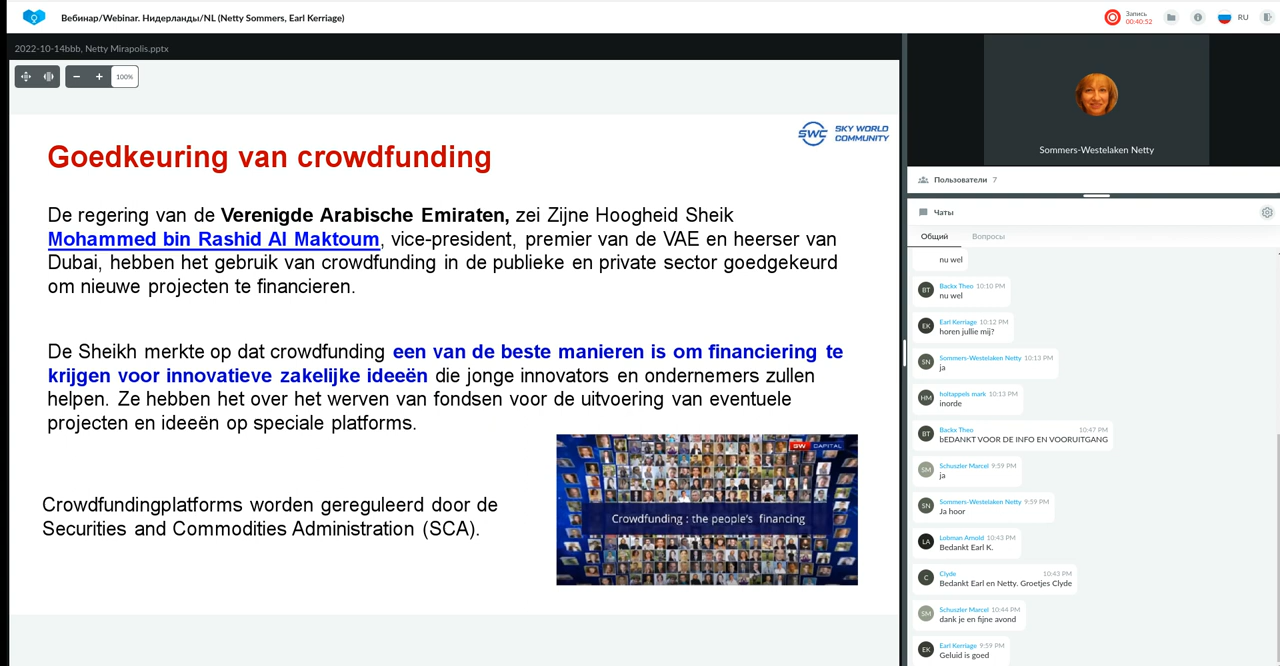 Вебинар/Webinar. Нидерланды/NL (Netty Sommers, Earl Kerriage)
Запись
00:40:52
RU
2022-10-14bbb, Netty Mirapolis.pptx
100%
SWC SKY WORLD
COMMUNITY
Goedkeuring van crowdfunding
De regering van de Verenigde Arabische Emiraten, zei Zijne Hoogheid Sheik
Mohammed bin Rashid Al Maktoum, vice-president, premier van de VAE en heerser van
Dubai, hebben het gebruik van crowdfunding in de publieke en private sector goedgekeurd
om nieuwe projecten te financieren.
De Sheikh merkte op dat crowdfunding een van de beste manieren is om financiering te
krijgen voor innovatieve zakelijke ideeën die jonge innovators en ondernemers zullen
helpen. Ze hebben het over het werven van fondsen voor de uitvoering van eventuele
projecten en ideeën op speciale platforms.
Crowdfundingplatforms worden gereguleerd door de
Securities and Commodities Administration (SCA).
GW CAPITAL
Crowdfunding : the people's financing
Sommers-Westelaken Netty
Пользователи 7
Чаты
Общий Вопросы
nu wel
BT Backx Theo 10:10 PM
nu wel
EK Earl Kerriage 10:12 PM
horen jullie mij?
SN Sommers-Westelaken Netty 10:13 PM
ja
HM holtappels mark 10:13 PM
inorde
BT Backx Theo 10:47 PM
bEDANKT VOOR DE INFO EN VOORUITGANG
SM Schuszler Marcel 9:59 PM
ja
SN Sommers-Westelaken Netty 9:59 PM
Ja hoor
LA Lobman Arnold 10:43 PM
Bedankt Earl K.
C Clyde 10:43 PM
Bedankt Earl en Netty. Groetjes Clyde
SM Schuszler Marcel 10:44 PM
dank je en fijne avond
EK Earl Kerriage 9:59 PM
Geluid is goed